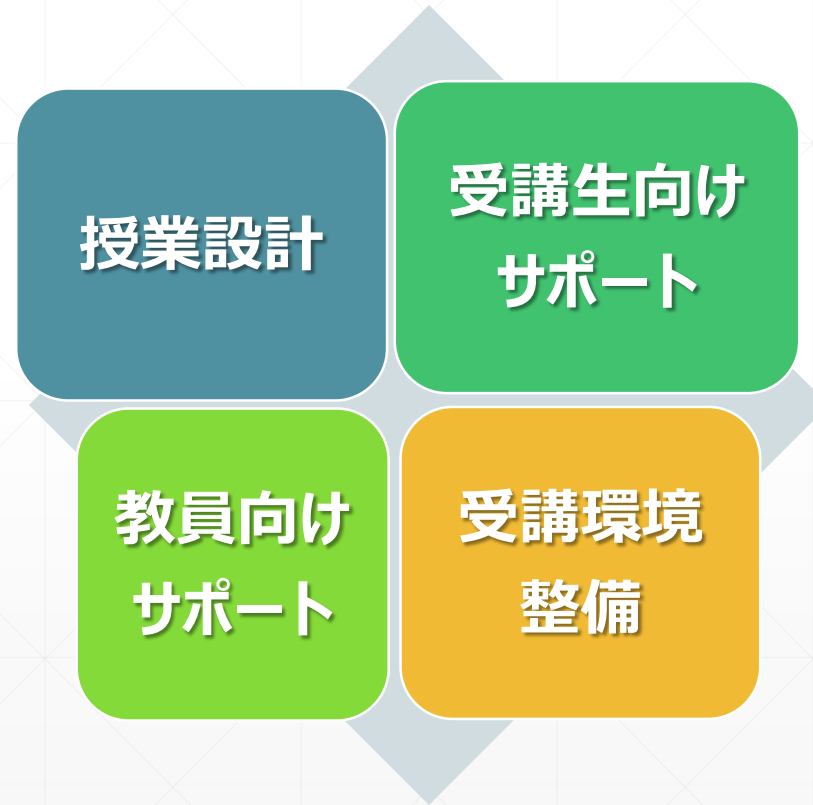 授業設計
受講生向け
サポート
教員向け
サポート
受講環境
整備